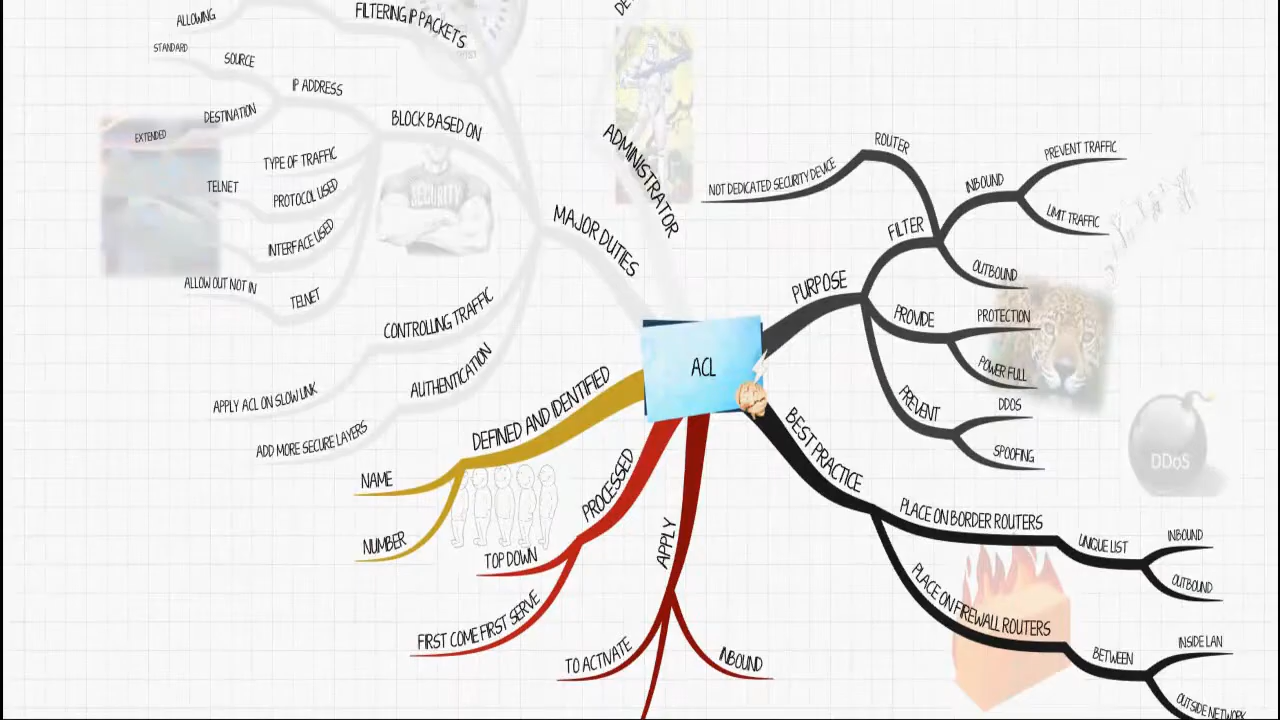 ALLOWING
FILTERING IP PACKETS
STANDARD
SOURCE
IP ADDRESS
DESTINATION
EXTENDED
BLOCK BASED ON
TYPE OF TRAFFIC
TELNET
PROTOCOL USED
SECURITY
INTERFACE USED
ALLOW OUT NOT IN
TELNET
MAJOR DUTIES
CONTROLLING TRAFFIC
APPLY ACL ON SLOW LINK
AUTHENTICATION
ADD MORE SECURE LAYERS
ADMINISTRATOR
ACL
ROUTER
NOT DEDICATED SECURITY DEVICE
PREVENT TRAFFIC
INBOUND
LIMIT TRAFFIC
FILTER
OUTBOUND
PURPOSE
PROVIDE
PROTECTION
POWER FULL
PREVENT
DDOS
SPOOFING
DDoS
BEST PRACTICE
PLACE ON BORDER ROUTERS
UNIQUE LIST
INBOUND
OUTBOUND
PLACE ON FIREWALL ROUTERS
BETWEEN
INSIDE LAN
OUTSIDE NETWORK
DEFINED AND IDENTIFIED
NAME
NUMBER
PROCESSED
TOP DOWN
FIRST COME FIRST SERVE
APPLY
TO ACTIVATE
INBOUND